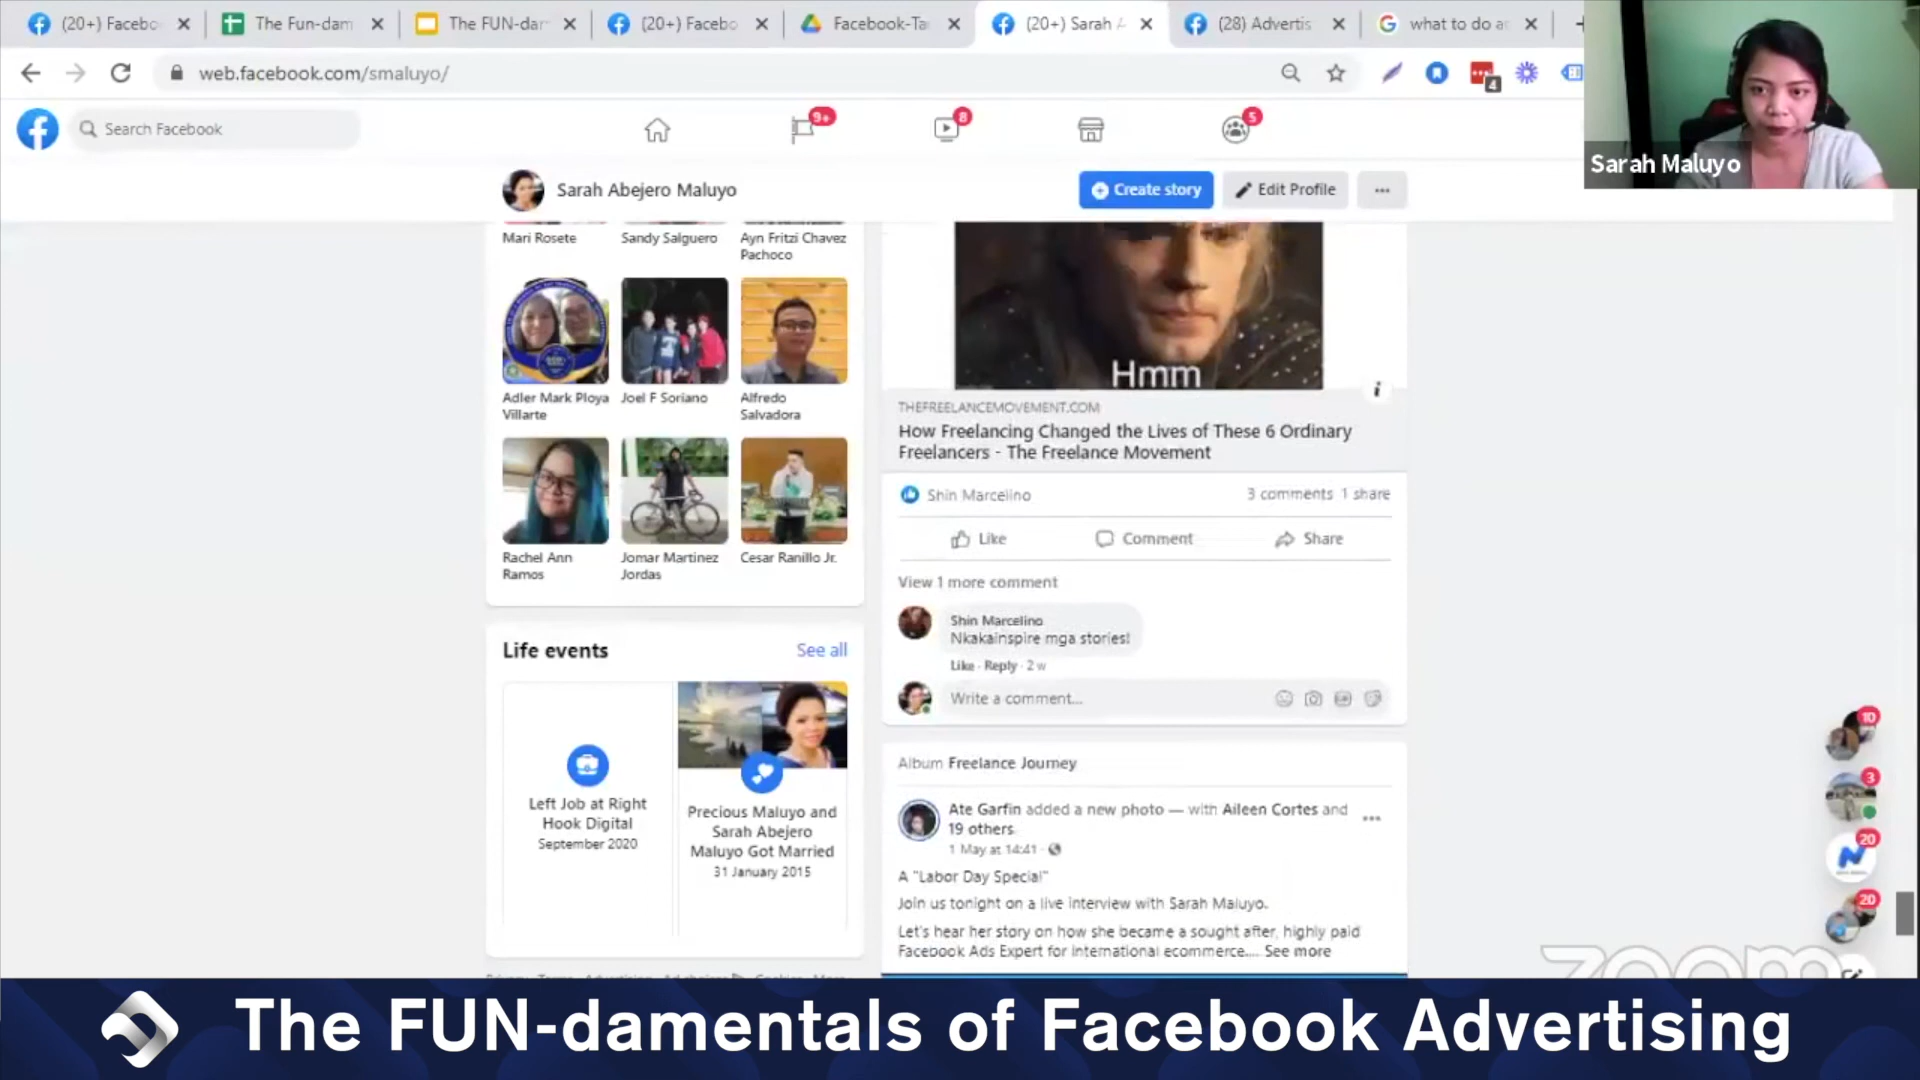 (20+) Facebo
The Fun-dam
The FUN-dar
(20+) Facebo
Facebook-Ta
(20+) Sarah A
(28) Advertis
what to do a
web.facebook.com/smaluyo/
4
Search Facebook
9+
8
5
Sarah Maluyo
Sarah Abejero Maluyo
Create story
Edit Profile
Mari Rosete
Sandy Salguero
Ayn Fritzi Chavez
Pachoco
Adler Mark Ploya
Villarte
Joel F Soriano
Alfredo
Salvadora
Rachel Ann
Ramos
Jomar Martinez
Jordas
Cesar Ranillo Jr.
Life events
See all
Left Job at Right
Hook Digital
September 2020
Precious Maluyo and
Sarah Abejero
Maluyo Got Married
31 January 2015
Hmm
THEFREELANCEMOVEMENT.COM
How Freelancing Changed the Lives of These 6 Ordinary
Freelancers - The Freelance Movement
Shin Marcelino
3 comments 1 share
Like
Comment
Share
View 1 more comment
Shin Marcelino
Nkakainspire mga stories!
Like · Reply · 2 w
Write a comment...
Album Freelance Journey
Ate Garfin added a new photo — with Aileen Cortes and
19 others.
1 May at 14:41 ·
A "Labor Day Special"
Join us tonight on a live interview with Sarah Maluyo.
Let's hear her story on how she became a sought after, highly paid
Facebook Ads Expert for international ecommerce.... See more
10
3
20
20
zoom
The FUN-damentals of Facebook Advertising